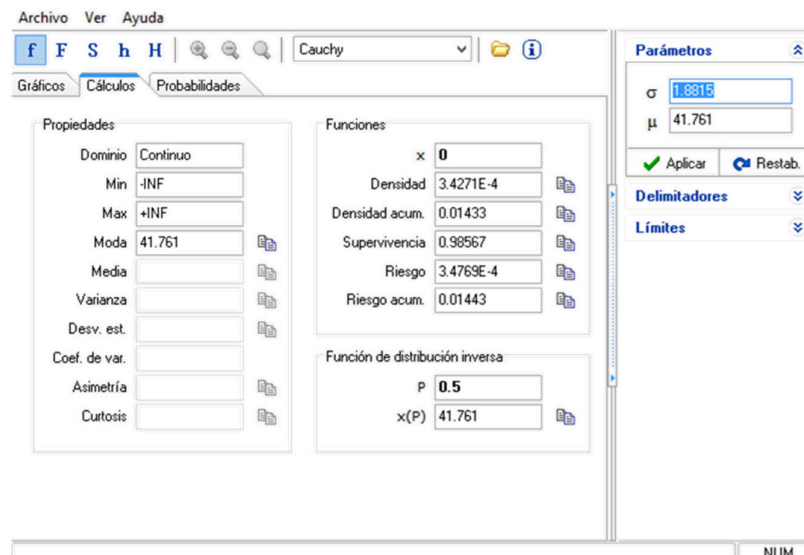 Archivo Ver Ayuda
f F S h H Cauchy
Gráficos Cálculos Probabilidades
Propiedades
Dominio Continuo
Min -INF
Max +INF
Moda 41.761
Media
Varianza
Desv. est.
Coef. de var.
Asimetría
Curtosis
Funciones
x 0
Densidad 3.4271E-4
Densidad acum. 0.01433
Supervivencia 0.98567
Riesgo 3.4769E-4
Riesgo acum. 0.01443
Función de distribución inversa
P 0.5
x(P) 41.761
Parámetros
σ 1.8815
μ 41.761
Aplicar Restab.
Delimitadores
Límites
NUM